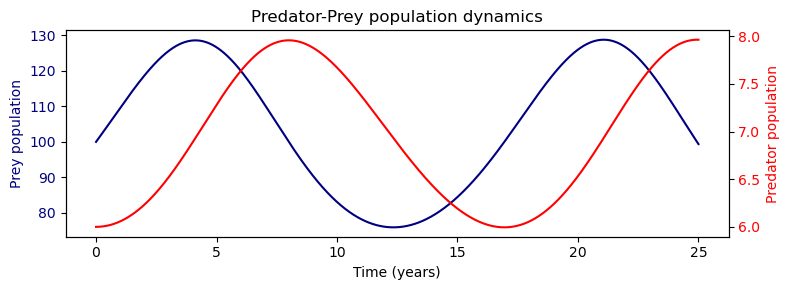 Predator-Prey population dynamics
Prey population
130
120
110
100
90
80
8.0
7.5
7.0
6.5
6.0
Predator population
0 5 10 15 20 25
Time (years)